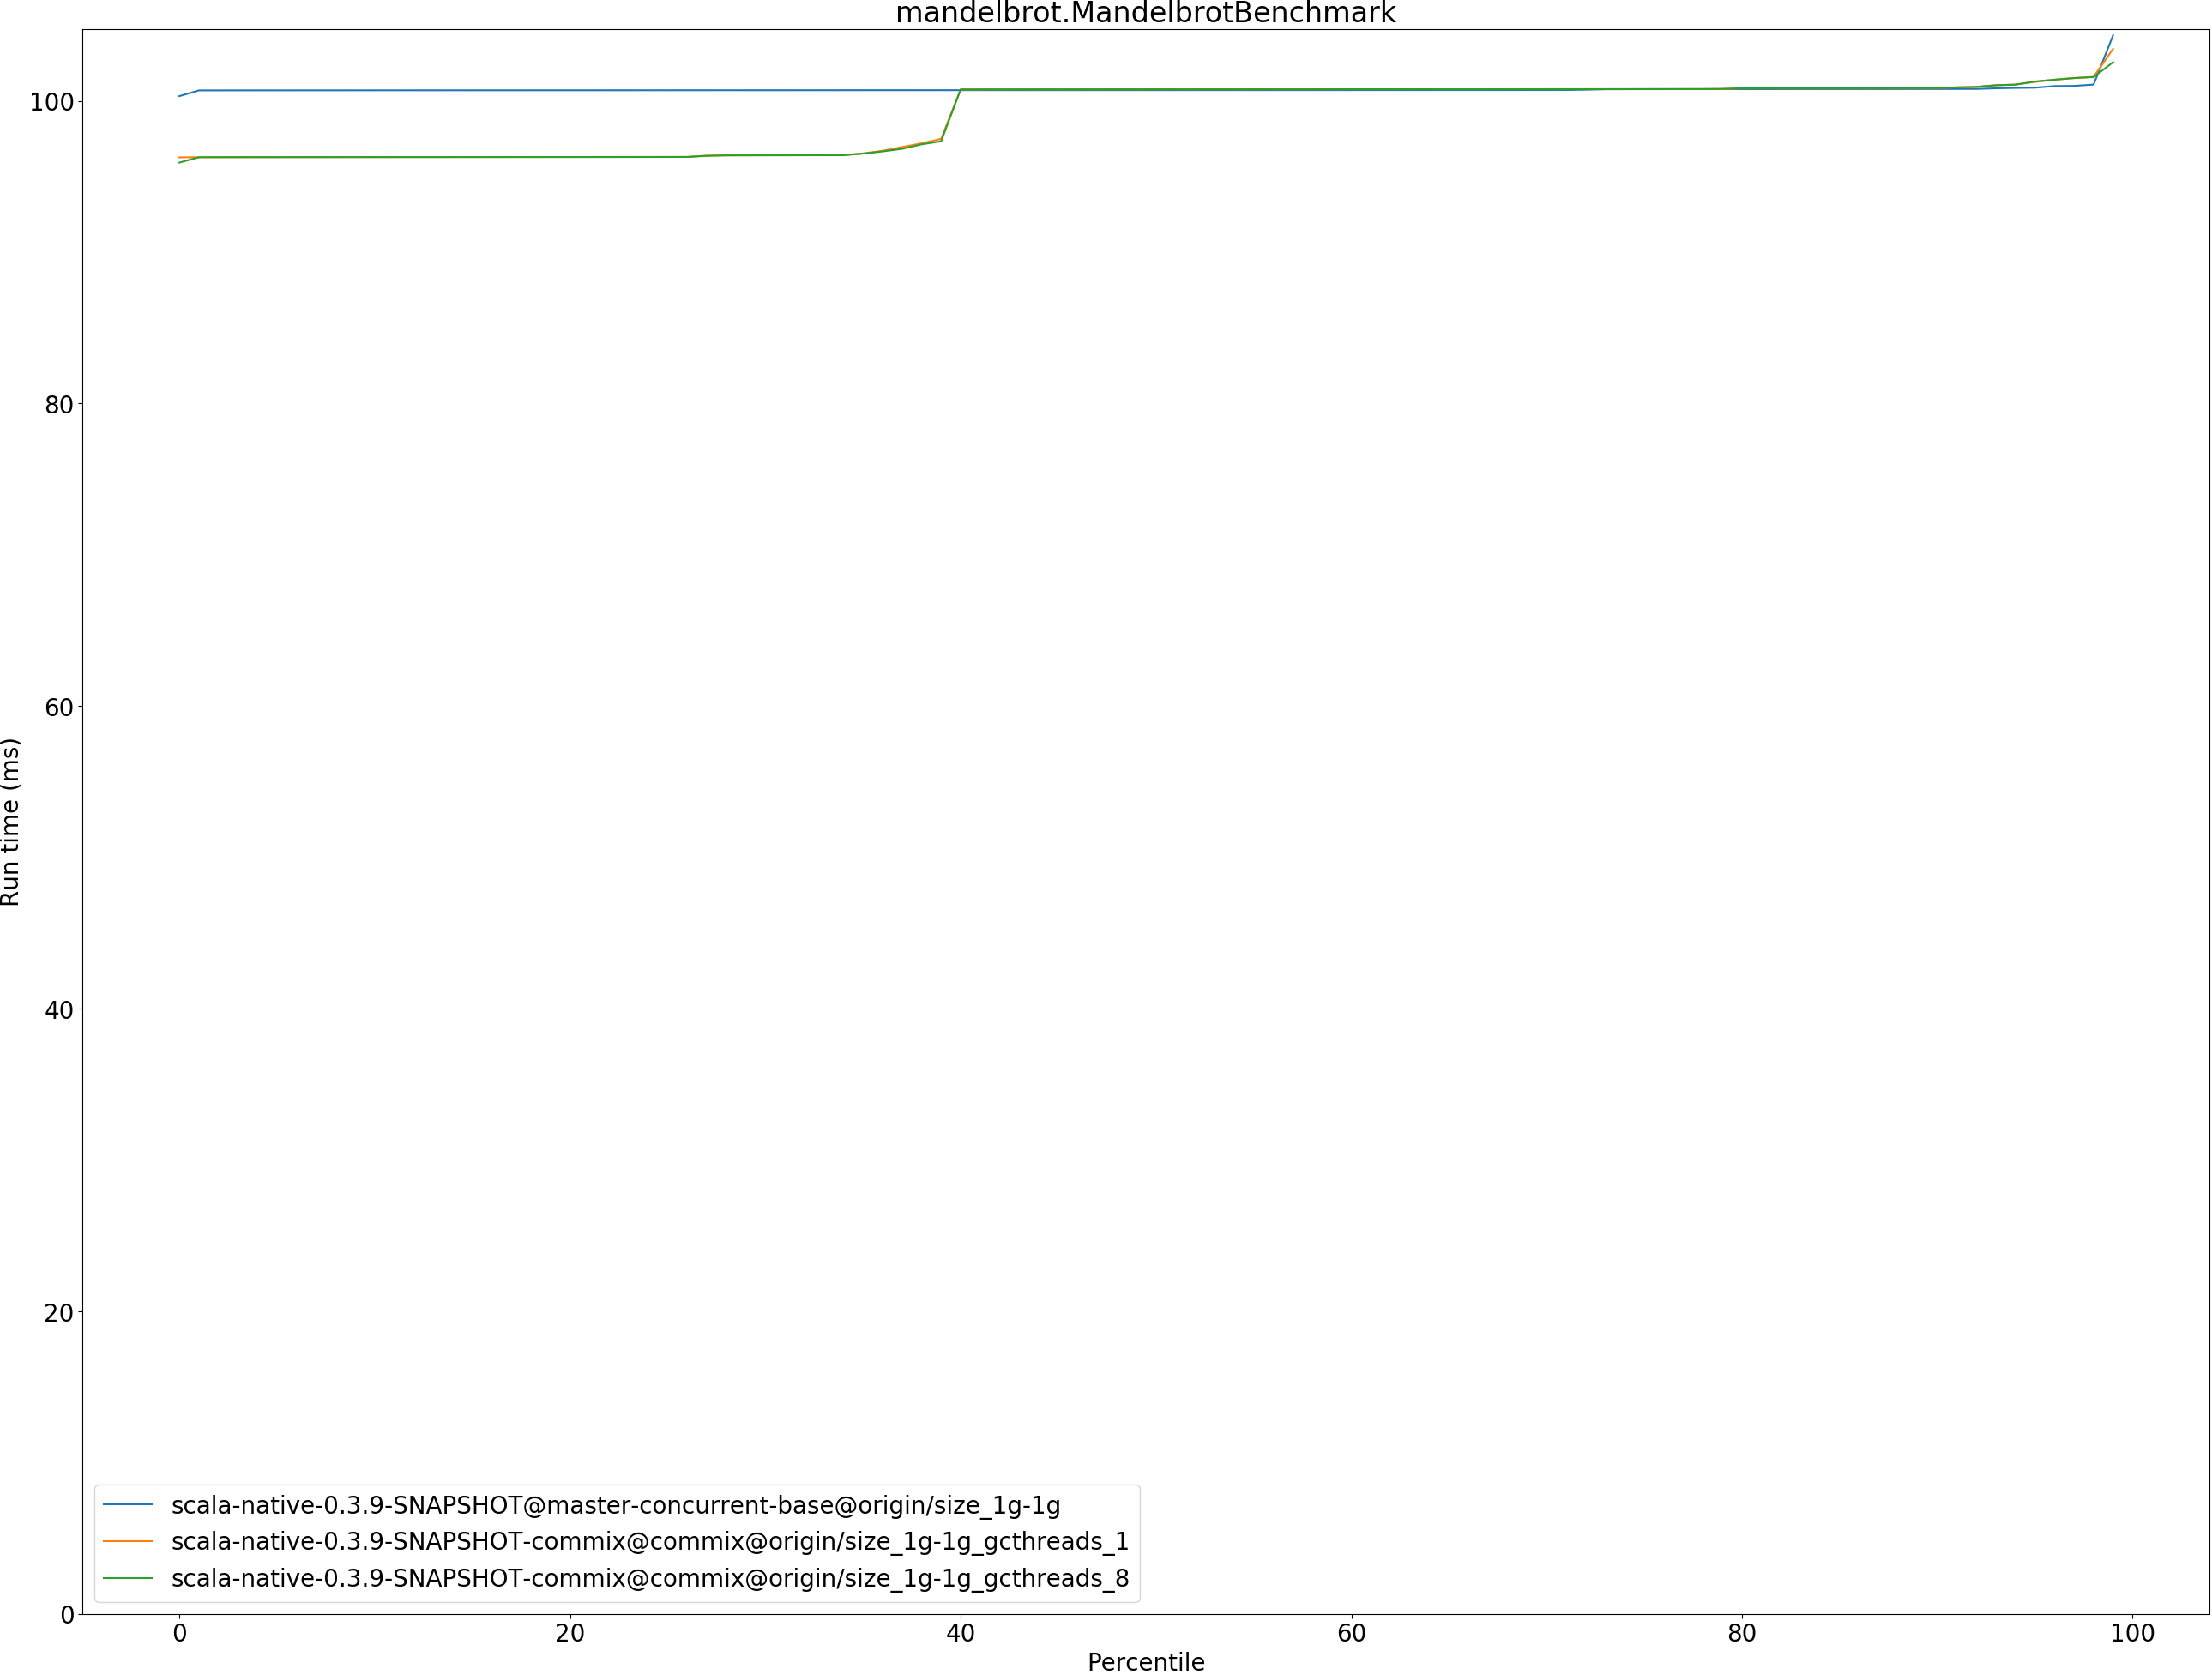 mandelbrot.MandelbrotBenchmark
100
80
60
40
20
0
Run time (ms)
scala-native-0.3.9-SNAPSHOT@master-concurrent-base@origin/size_1g-1g
scala-native-0.3.9-SNAPSHOT-commix@commix@origin/size_1g-1g_gcthreads_1
scala-native-0.3.9-SNAPSHOT-commix@commix@origin/size_1g-1g_gcthreads_8
0 20 40 60 80 100
Percentile